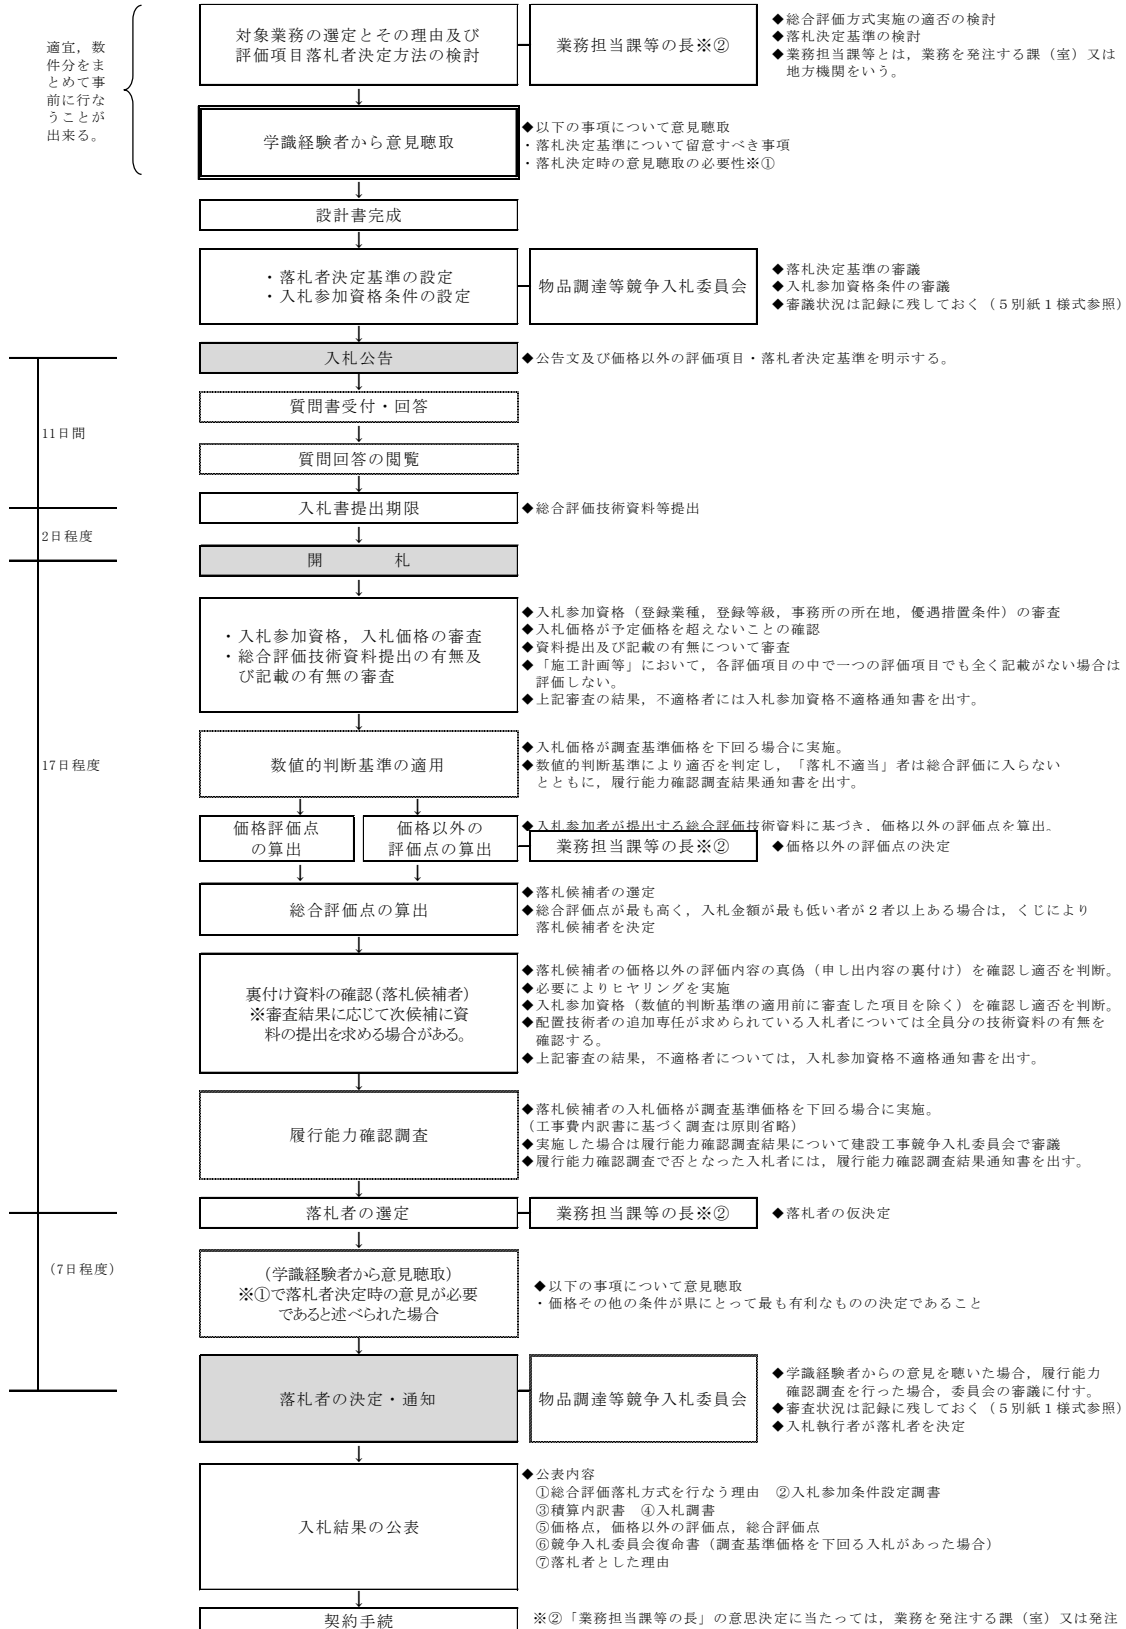 適宜，数
件分をま
とめて事
前に行な
うことが
出来る。
対象業務の選定とその理由及び
評価項目落札者決定方法の検討
業務担当課等の長※②
◆総合評価方式実施の適否の検討
◆落札決定基準の検討
◆業務担当課等とは，業務を発注する課（室）又は
地方機関をいう。
↓
学識経験者から意見聴取
◆以下の事項について意見聴取
・落札決定基準について留意すべき事項
・落札決定時の意見聴取の必要性※①
↓
設計書完成
↓
・落札者決定基準の設定
・入札参加資格条件の設定
物品調達等競争入札委員会
◆落札決定基準の審議
◆入札参加資格条件の審議
◆審議状況は記録に残しておく（５別紙１様式参照）
↓
入札公告
◆公告文及び価格以外の評価項目・落札者決定基準を明示する。
↓
質問書受付・回答
11日間
↓
質問回答の閲覧
↓
入札書提出期限
◆総合評価技術資料等提出
2日程度
↓
開　　　札
↓
・入札参加資格，入札価格の審査
・総合評価技術資料提出の有無及
び記載の有無の審査
◆入札参加資格（登録業種，登録等級，事務所の所在地，優遇措置条件）の審査
◆入札価格が予定価格を超えないことの確認
◆資料提出及び記載の有無について審査
◆「施工計画等」において，各評価項目の中で一つの評価項目でも全く記載がない場合は
評価しない。
◆上記審査の結果，不適格者には入札参加資格不適格通知書を出す。
↓
17日程度
数値的判断基準の適用
◆入札価格が調査基準価格を下回る場合に実施。
◆数値的判断基準により適否を判定し，「落札不適当」者は総合評価に入らない
とともに，履行能力確認調査結果通知書を出す。
↓ ↓
価格評価点
の算出
価格以外の
評価点の算出
◆入札参加者が提出する総合評価技術資料に基づき，価格以外の評価点を算出。
業務担当課等の長※②
◆価格以外の評価点の決定
↓ ↓
総合評価点の算出
◆落札候補者の選定
◆総合評価点が最も高く，入札金額が最も低い者が２者以上ある場合は，くじにより
落札候補者を決定
↓
裏付け資料の確認（落札候補者）
※審査結果に応じて次候補に資
料の提出を求める場合がある。
◆落札候補者の価格以外の評価内容の真偽（申し出内容の裏付け）を確認し適否を判断。
◆必要によりヒヤリングを実施
◆入札参加資格（数値的判断基準の適用前に審査した項目を除く）を確認し適否を判断。
◆配置技術者の追加専任が求められている入札者については全員分の技術資料の有無を
確認する。
◆上記審査の結果，不適格者については，入札参加資格不適格通知書を出す。
↓
履行能力確認調査
◆落札候補者の入札価格が調査基準価格を下回る場合に実施。
（工事費内訳書に基づく調査は原則省略）
◆実施した場合は履行能力確認調査結果について建設工事競争入札委員会で審議
◆履行能力確認調査で否となった入札者には，履行能力確認調査結果通知書を出す。
↓
落札者の選定
業務担当課等の長※②
◆落札者の仮決定
↓
（7日程度）
（学識経験者から意見聴取）
※①で落札者決定時の意見が必要
であると述べられた場合
◆以下の事項について意見聴取
・価格その他の条件が県にとって最も有利なものの決定であること
↓
落札者の決定・通知
物品調達等競争入札委員会
◆学識経験者からの意見を聴いた場合，履行能力
確認調査を行った場合，委員会の審議に付す。
◆審査状況は記録に残しておく（５別紙１様式参照）
◆入札執行者が落札者を決定
↓
入札結果の公表
◆公表内容
①総合評価落札方式を行なう理由　②入札参加条件設定調書
③積算内訳書　④入札調書
⑤価格点，価格以外の評価点，総合評価点
⑥競争入札委員会復命書（調査基準価格を下回る入札があった場合）
⑦落札者とした理由
↓
契約手続
※②「業務担当課等の長」の意思決定に当たっては，業務を発注する課（室）又は発注